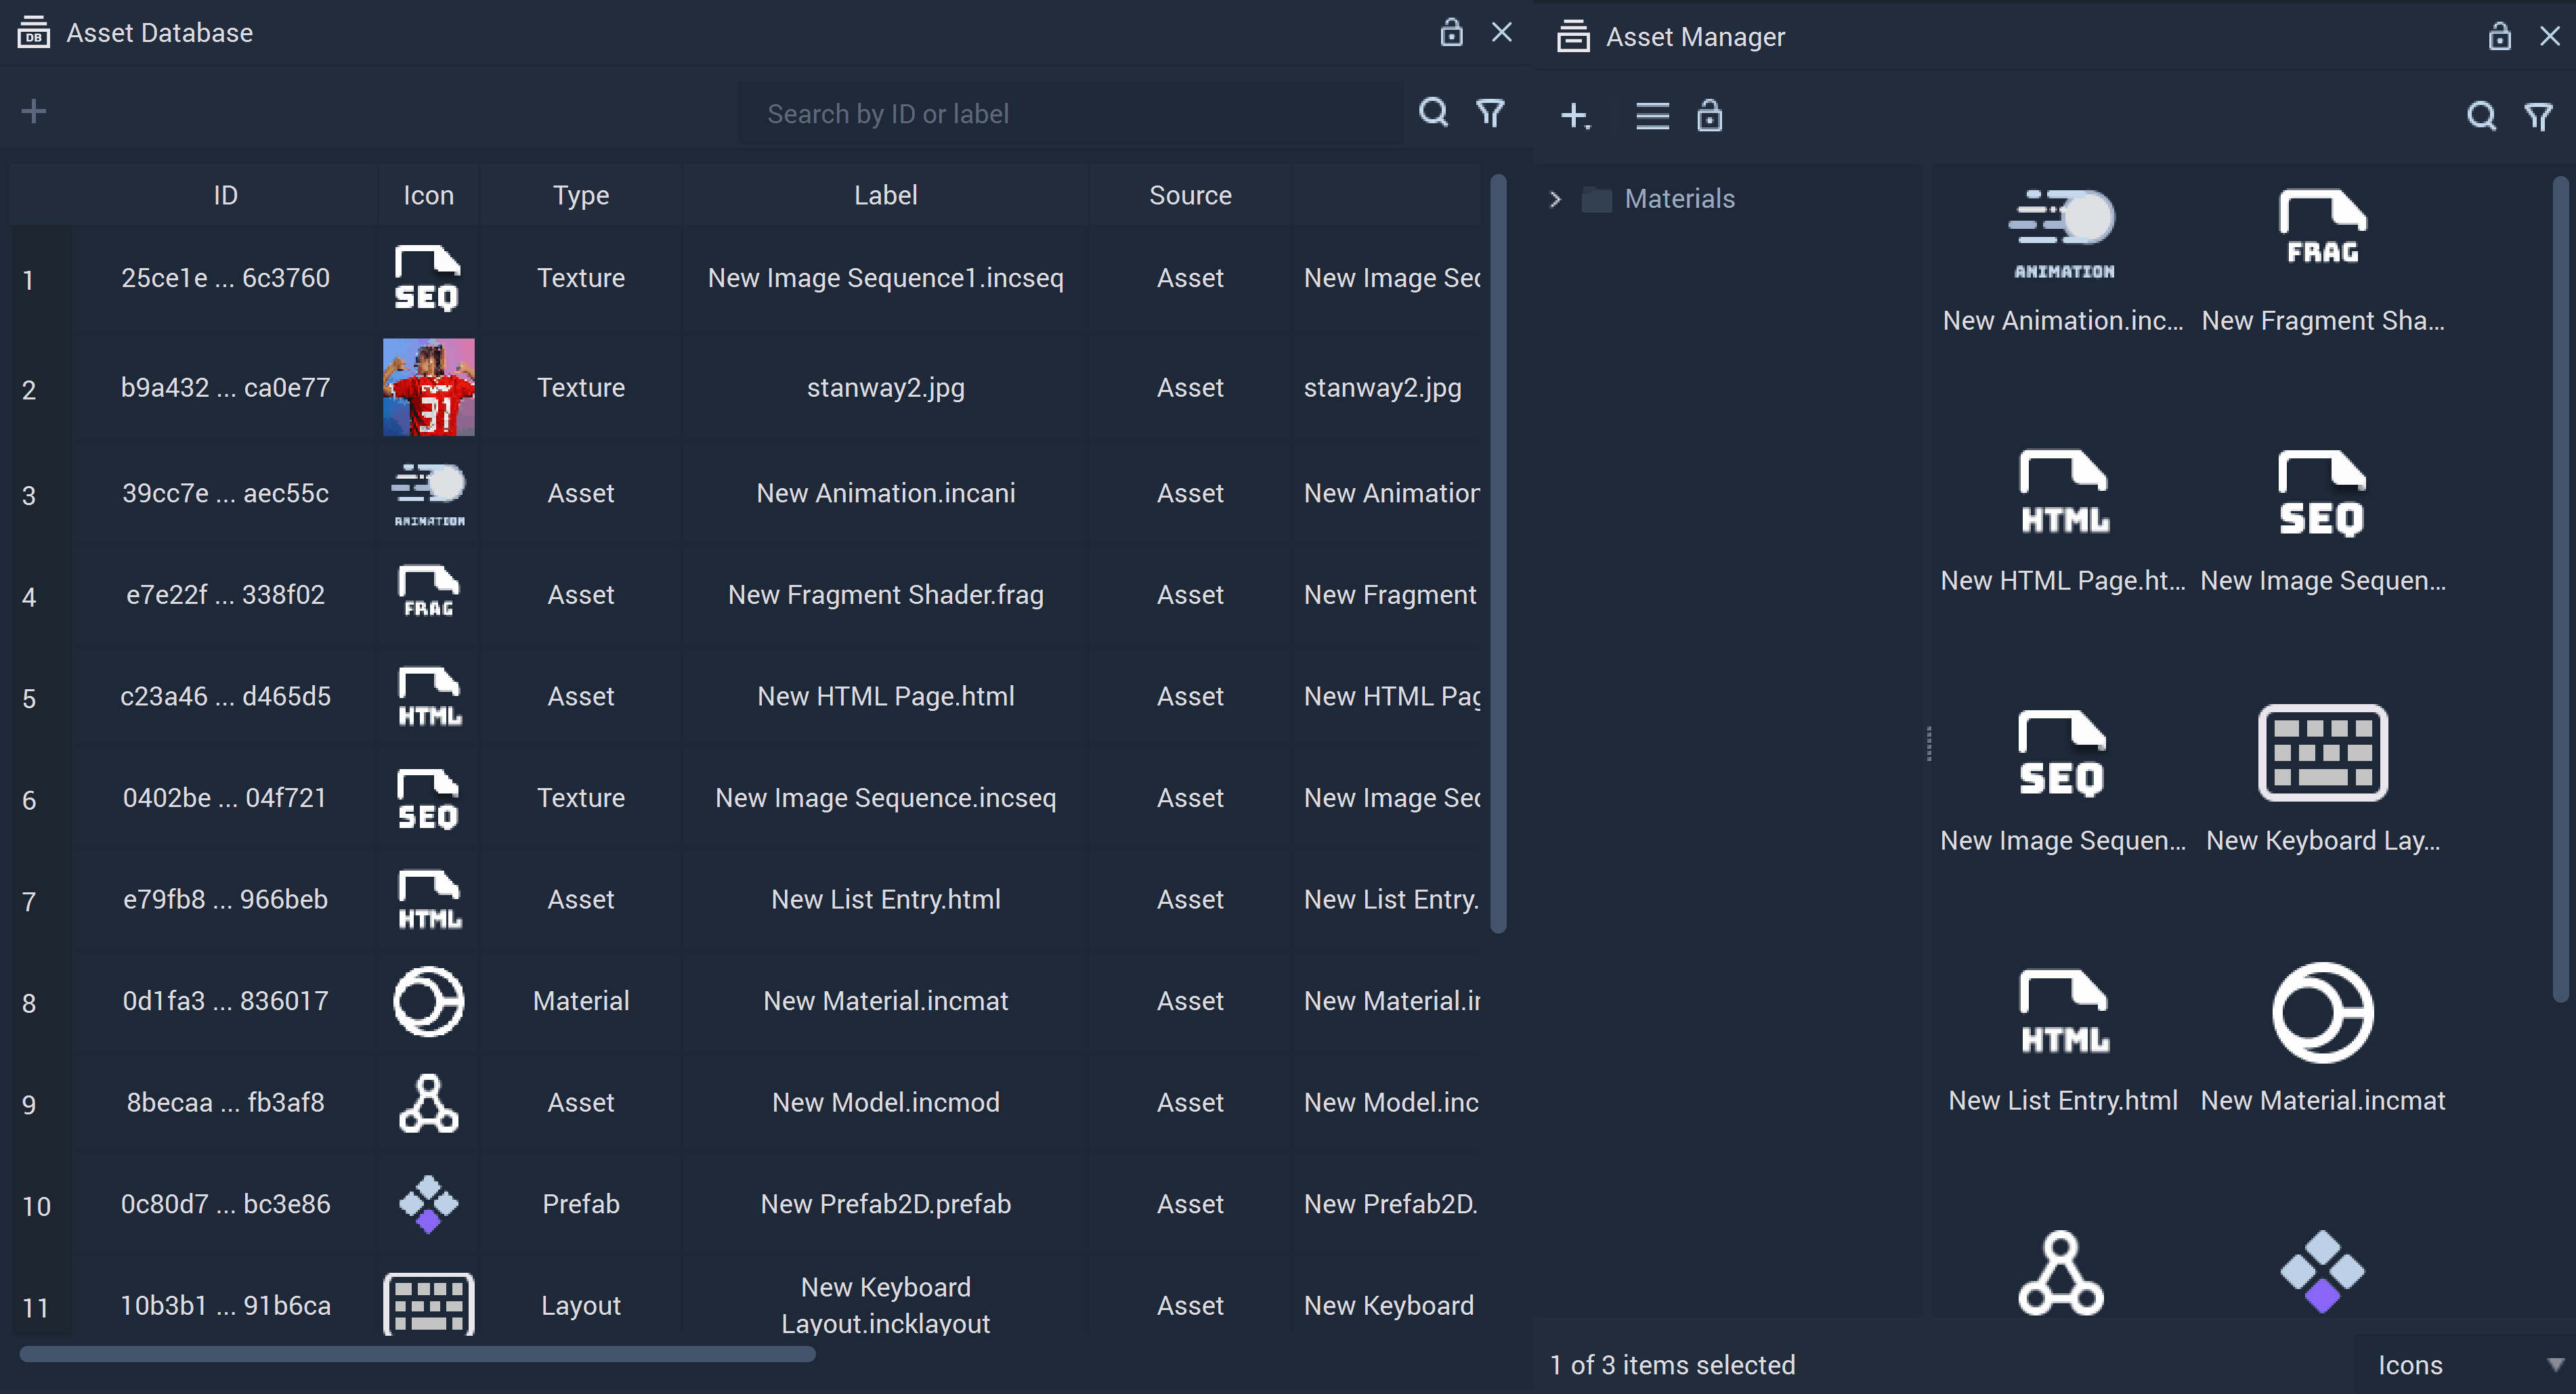 DB Asset Database
Search by ID or label
ID Icon Type Label Source
1 25ce1e ... 6c3760 SEQ Texture New Image Sequence1.incseq Asset New Image Sec
2 b9a432 ... ca0e77 31 Texture stanway2.jpg Asset stanway2.jpg
3 39cc7e ... aec55c ANIMATION Asset New Animation.incani Asset New Animation
4 e7e22f ... 338f02 FRAG Asset New Fragment Shader.frag Asset New Fragment
5 c23a46 ... d465d5 HTML Asset New HTML Page.html Asset New HTML Pag
6 0402be ... 04f721 SEQ Texture New Image Sequence.incseq Asset New Image Sec
7 e79fb8 ... 966beb HTML Asset New List Entry.html Asset New List Entry.
8 0d1fa3 ... 836017 Material New Material.incmat Asset New Material.in
9 8becaa ... fb3af8 Asset New Model.incmod Asset New Model.inc
10 0c80d7 ... bc3e86 Prefab New Prefab2D.prefab Asset New Prefab2D.
11 10b3b1 ... 91b6ca Layout New Keyboard Layout.incklayout Asset New Keyboard
Asset Manager
Materials
ANIMATION FRAG
New Animation.inc... New Fragment Sha...
HTML SEQ
New HTML Page.ht... New Image Sequen...
SEQ
New Image Sequen... New Keyboard Lay...
HTML
New List Entry.html New Material.incmat
1 of 3 items selected Icons